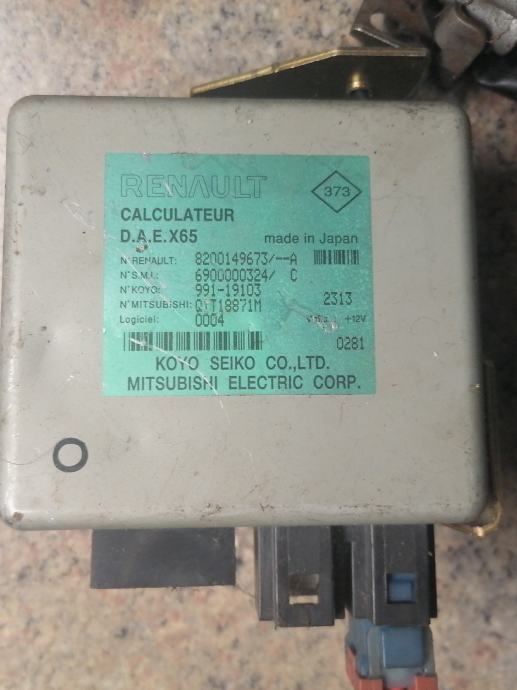 RENAULT
373
CALCULATEUR
D.A.E.X65
made in Japan
N°RENAULT: 8200149673/--A
N°S.M.I.: 6900000324/ C
N°KOYO: 991-19103
N°MITSUBISHI: QTT18871M 2313
Logiciel: 0004 +12V
0281
KOYO SEIKO CO.,LTD.
MITSUBISHI ELECTRIC CORP.